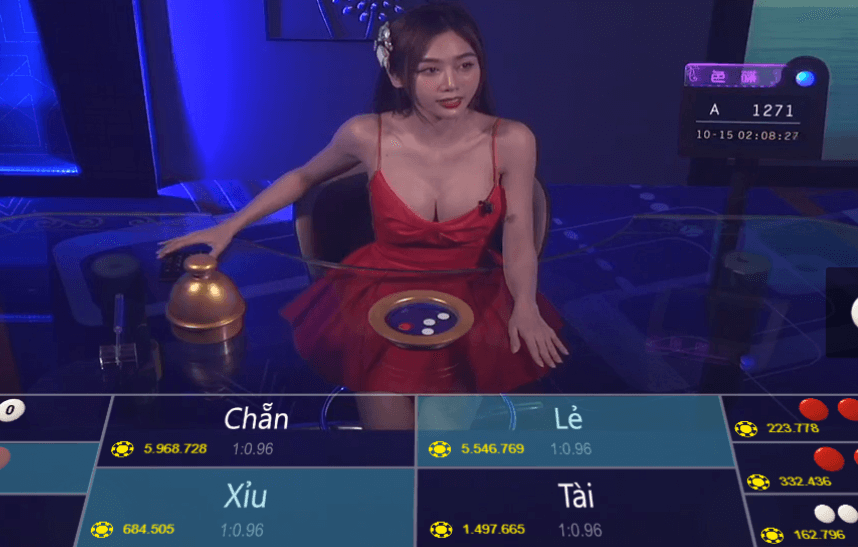 色碟
A 1271
10-15 02:08:27
0
Chẵn
5.968.728 1:0.96
Lẻ
5.546.769 1:0.96
223.778
332.436
Xỉu
684.505 1:0.96
Tài
1.497.665 1:0.96
162.796